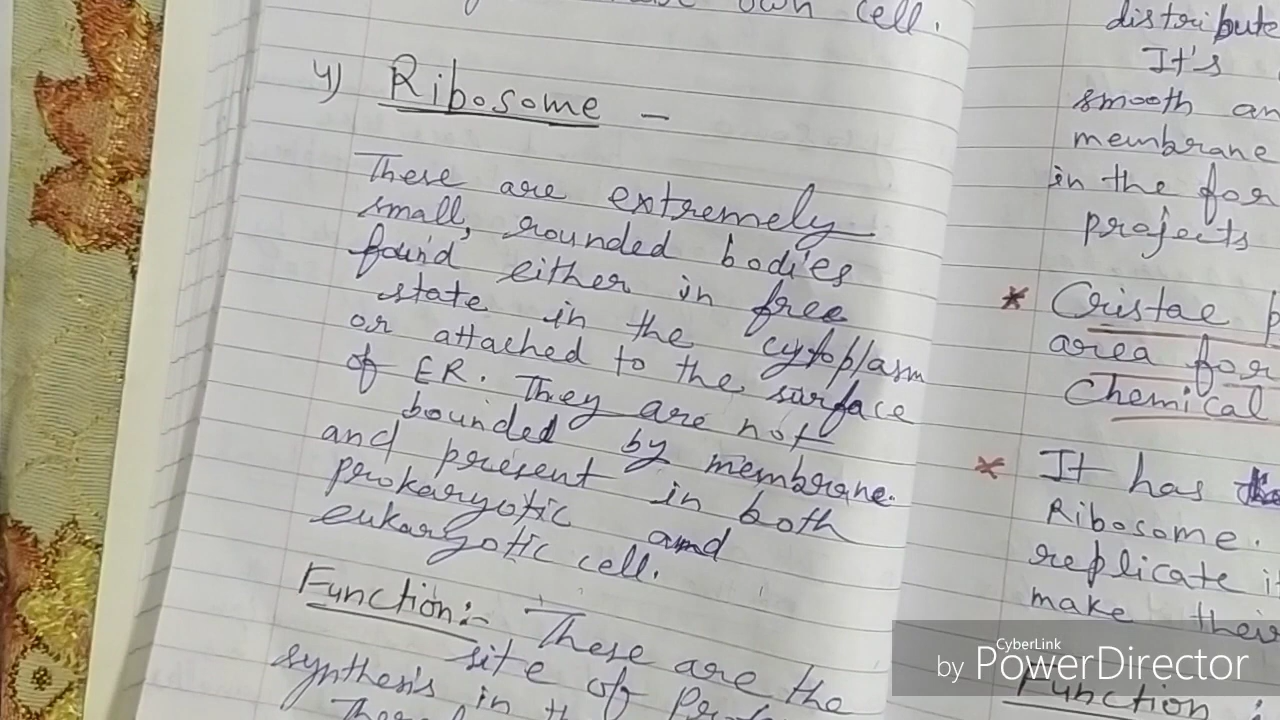 own cell.
4) Ribosome -
These are extremely
small, rounded bodies
found either in free
state in the cytoplasm
or attached to the surface
of ER. They are not
bounded by membrane.
and present in both
prokaryotic and
eukaryotic cell.
Function:- These are the
site of
synthesis in
distribute
It's
smooth an
membrane
in the for
projects
* Cristae
area for
Chemical
* It has
Ribosome.
replicate
make their
Function
CyberLink
by PowerDirector